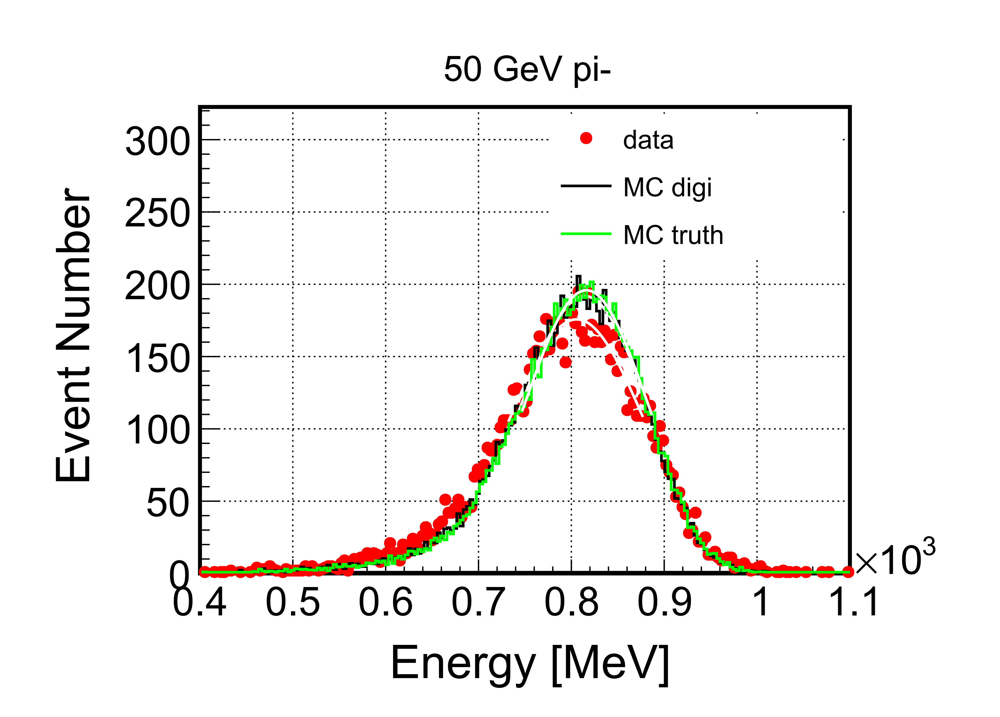 50 GeV pi-
data
MC digi
MC truth
Event Number
300
250
200
150
100
50
0
0.4 0.5 0.6 0.7 0.8 0.9 1 1.1
×10³
Energy [MeV]